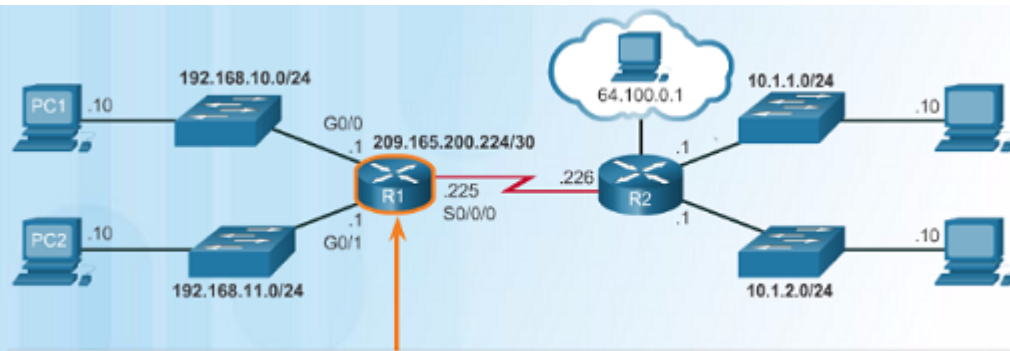 192.168.10.0/24
PC1
.10
G0/0
.1
209.165.200.224/30
R1
.225
S0/0/0
.1
G0/1
PC2
.10
192.168.11.0/24
64.100.0.1
.226
R2
10.1.1.0/24
.10
.1
.1
.10
10.1.2.0/24